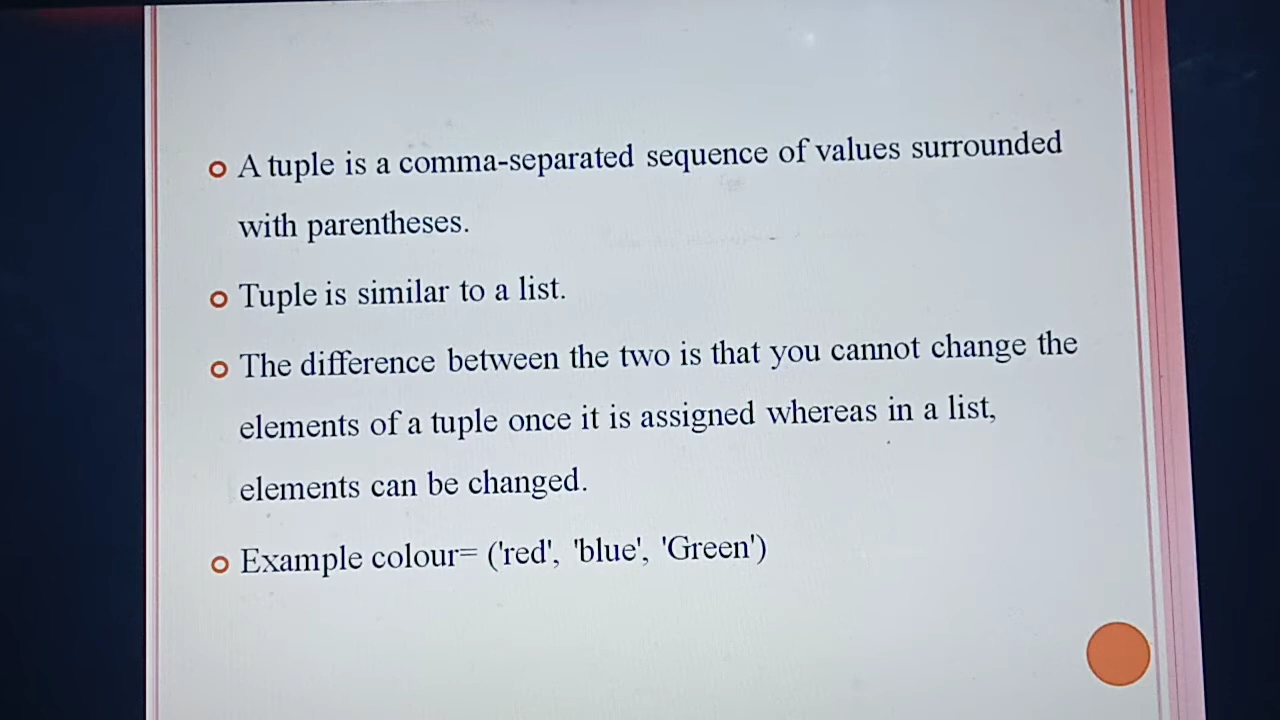 A tuple is a comma-separated sequence of values surrounded
with parentheses.
Tuple is similar to a list.
The difference between the two is that you cannot change the
elements of a tuple once it is assigned whereas in a list,
elements can be changed.
Example colour= ('red', 'blue', 'Green')